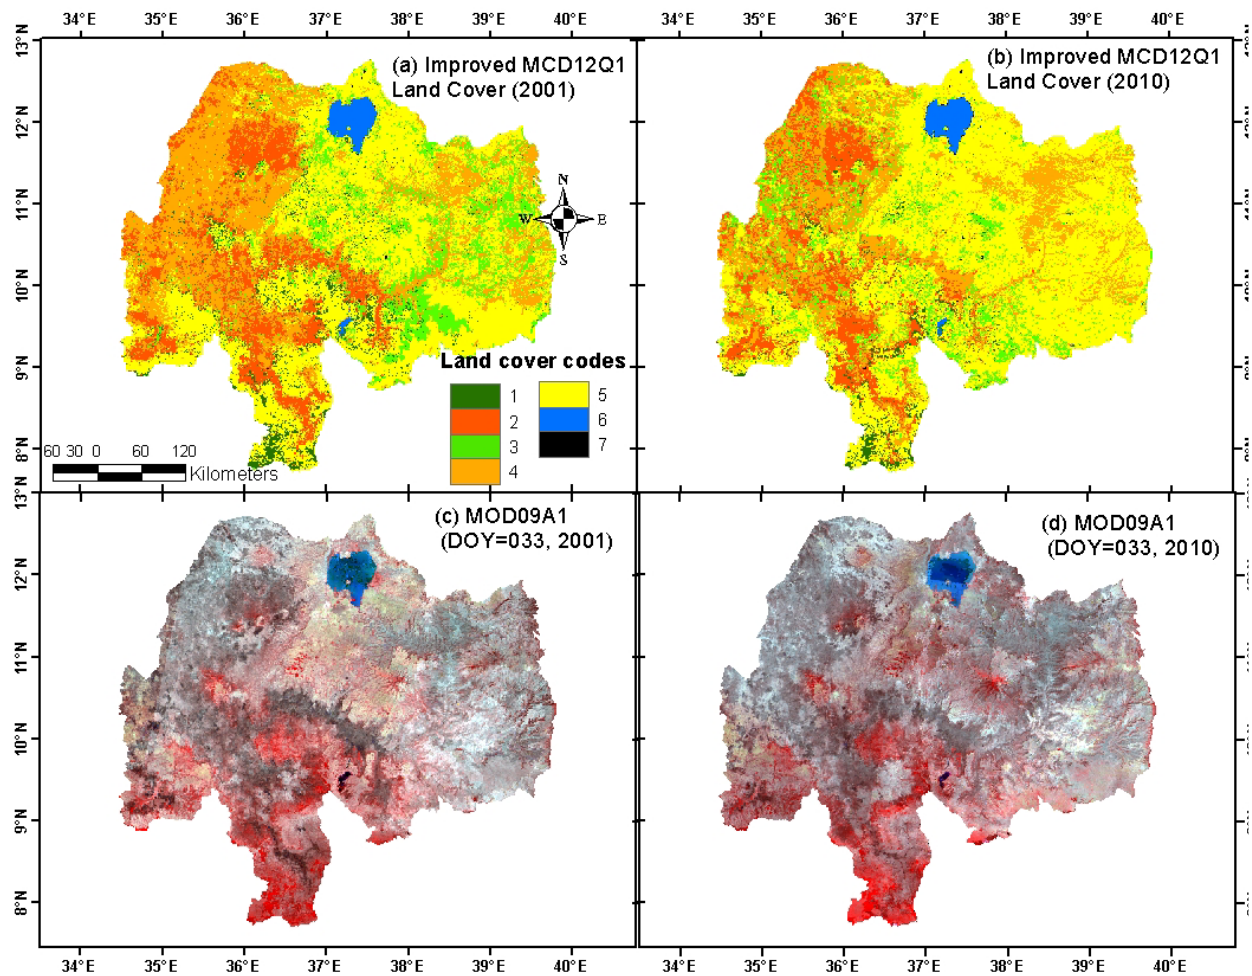 34°E 35°E 36°E 37°E 38°E 39°E 40°E 34°E 35°E 36°E 37°E 38°E 39°E 40°E
13°N
(a) Improved MCD12Q1
Land Cover (2001)
(b) Improved MCD12Q1
Land Cover (2010)
12°N
11°N
N
W E
S
10°N
9°N
8°N
Land cover codes
1 5
2 6
3 7
4
60 30 0 60 120
Kilometers
13°N
(c) MOD09A1
(DOY=033, 2001)
(d) MOD09A1
(DOY=033, 2010)
12°N
11°N
10°N
9°N
8°N
34°E 35°E 36°E 37°E 38°E 39°E 40°E 34°E 35°E 36°E 37°E 38°E 39°E 40°E